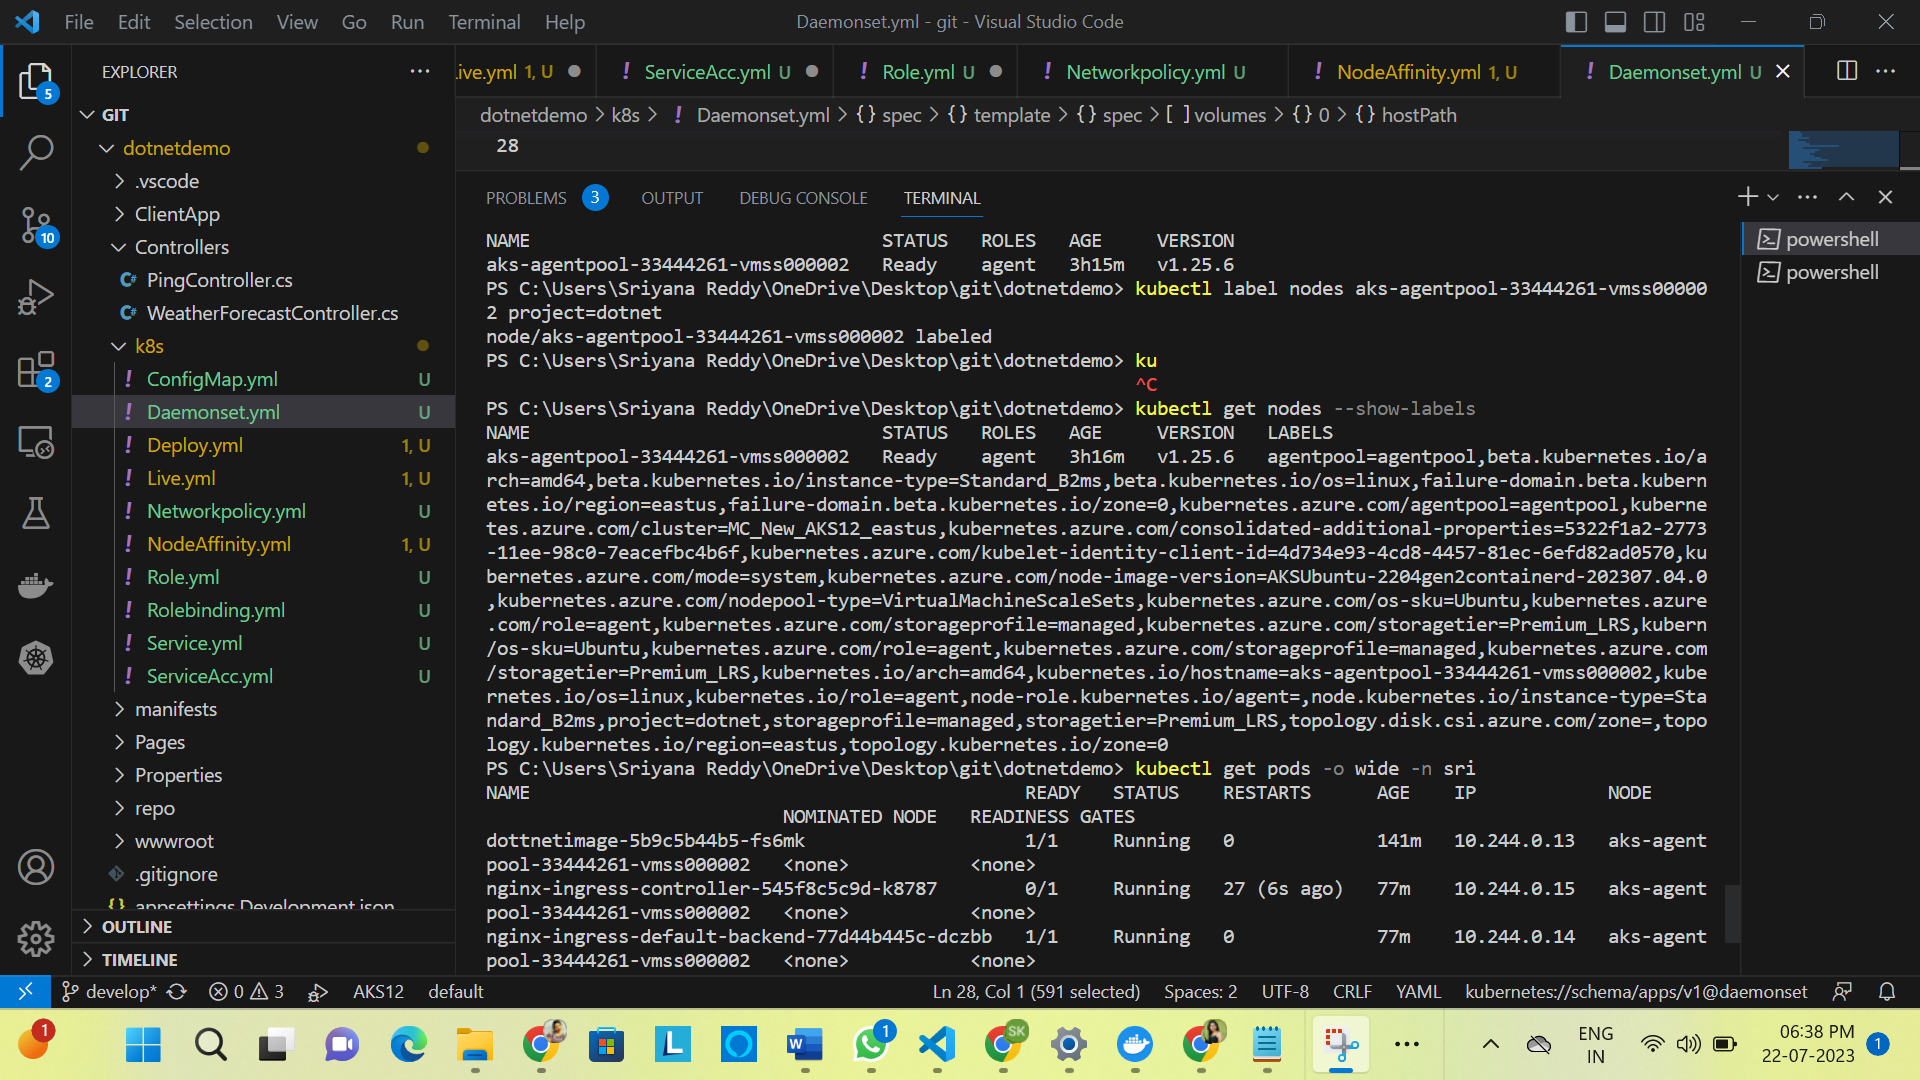 File Edit Selection View Go Run Terminal Help
Daemonset.yml - git - Visual Studio Code
EXPLORER
ive.yml 1, U
ServiceAcc.yml U
Role.yml U
Networkpolicy.yml U
NodeAffinity.yml 1, U
Daemonset.yml U
dotnetdemo > k8s > ! Daemonset.yml > {} spec > {} template > {} spec > [ ] volumes > {} 0 > {} hostPath
28
5
10
2
GIT
dotnetdemo
.vscode
ClientApp
Controllers
C# PingController.cs
C# WeatherForecastController.cs
k8s
! ConfigMap.yml U
! Daemonset.yml U
! Deploy.yml 1, U
! Live.yml 1, U
! Networkpolicy.yml U
! NodeAffinity.yml 1, U
! Role.yml U
! Rolebinding.yml U
! Service.yml U
! ServiceAcc.yml U
manifests
Pages
Properties
repo
wwwroot
.gitignore
{} appsettings.Development.json
OUTLINE
TIMELINE
PROBLEMS 3 OUTPUT DEBUG CONSOLE TERMINAL
powershell
powershell
NAME STATUS ROLES AGE VERSION
aks-agentpool-33444261-vmss000002 Ready agent 3h15m v1.25.6
PS C:\Users\Sriyana Reddy\OneDrive\Desktop\git\dotnetdemo> kubectl label nodes aks-agentpool-33444261-vmss00000
2 project=dotnet
node/aks-agentpool-33444261-vmss000002 labeled
PS C:\Users\Sriyana Reddy\OneDrive\Desktop\git\dotnetdemo> ku
^C
PS C:\Users\Sriyana Reddy\OneDrive\Desktop\git\dotnetdemo> kubectl get nodes --show-labels
NAME STATUS ROLES AGE VERSION LABELS
aks-agentpool-33444261-vmss000002 Ready agent 3h16m v1.25.6 agentpool=agentpool,beta.kubernetes.io/a
rch=amd64,beta.kubernetes.io/instance-type=Standard_B2ms,beta.kubernetes.io/os=linux,failure-domain.beta.kubern
etes.io/region=eastus,failure-domain.beta.kubernetes.io/zone=0,kubernetes.azure.com/agentpool=agentpool,kuberne
tes.azure.com/cluster=MC_New_AKS12_eastus,kubernetes.azure.com/consolidated-additional-properties=5322f1a2-2773
-11ee-98c0-7eacefbc4b6f,kubernetes.azure.com/kubelet-identity-client-id=4d734e93-4cd8-4457-81ec-6efd82ad0570,ku
bernetes.azure.com/mode=system,kubernetes.azure.com/node-image-version=AKSUbuntu-2204gen2containerd-202307.04.0
,kubernetes.azure.com/nodepool-type=VirtualMachineScaleSets,kubernetes.azure.com/os-sku=Ubuntu,kubernetes.azure
.com/role=agent,kubernetes.azure.com/storageprofile=managed,kubernetes.azure.com/storagetier=Premium_LRS,kubern
/os-sku=Ubuntu,kubernetes.azure.com/role=agent,kubernetes.azure.com/storageprofile=managed,kubernetes.azure.com
/storagetier=Premium_LRS,kubernetes.io/arch=amd64,kubernetes.io/hostname=aks-agentpool-33444261-vmss000002,kube
rnetes.io/os=linux,kubernetes.io/role=agent,node-role.kubernetes.io/agent=,node.kubernetes.io/instance-type=Sta
ndard_B2ms,project=dotnet,storageprofile=managed,storagetier=Premium_LRS,topology.disk.csi.azure.com/zone=,topo
logy.kubernetes.io/region=eastus,topology.kubernetes.io/zone=0
PS C:\Users\Sriyana Reddy\OneDrive\Desktop\git\dotnetdemo> kubectl get pods -o wide -n sri
NAME READY STATUS RESTARTS AGE IP NODE
NOMINATED NODE READINESS GATES
dottnetimage-5b9c5b44b5-fs6mk 1/1 Running 0 141m 10.244.0.13 aks-agent
pool-33444261-vmss000002 <none> <none>
nginx-ingress-controller-545f8c5c9d-k8787 0/1 Running 27 (6s ago) 77m 10.244.0.15 aks-agent
pool-33444261-vmss000002 <none> <none>
nginx-ingress-default-backend-77d44b445c-dczbb 1/1 Running 0 77m 10.244.0.14 aks-agent
pool-33444261-vmss000002 <none> <none>
develop* 0 3 AKS12 default
Ln 28, Col 1 (591 selected) Spaces: 2 UTF-8 CRLF YAML kubernetes://schema/apps/v1@daemonset
1
L
W
1
SK
ENG
IN
06:38 PM
22-07-2023
1